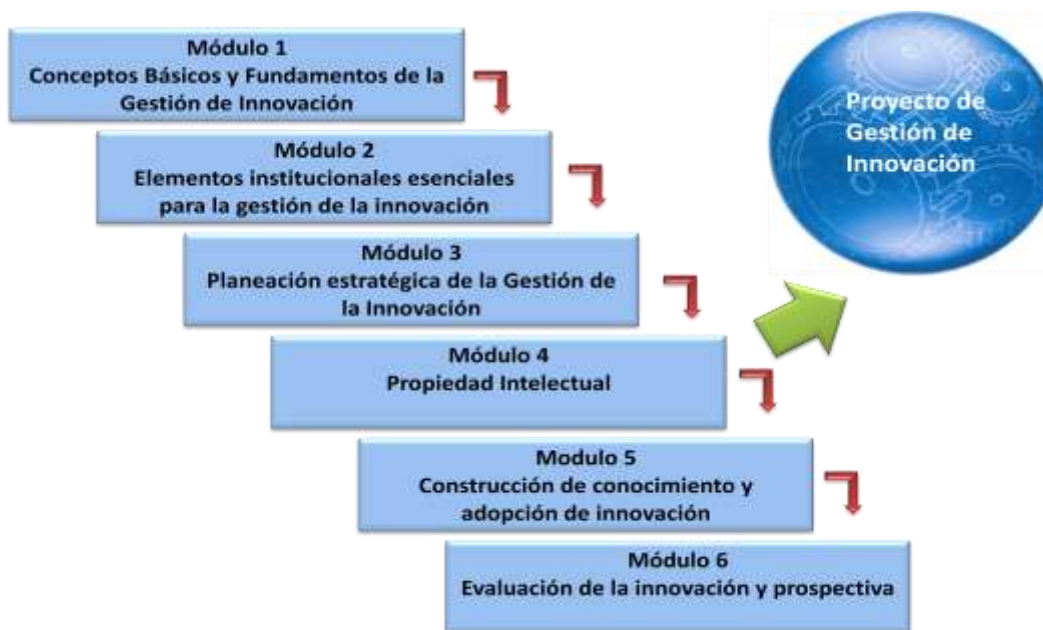 Módulo 1
Conceptos Básicos y Fundamentos de la
Gestión de Innovación
Proyecto de
Gestión de
Innovación
Módulo 2
Elementos institucionales esenciales
para la gestión de la innovación
Módulo 3
Planeación estratégica de la Gestión de
la Innovación
Módulo 4
Propiedad Intelectual
Modulo 5
Construcción de conocimiento y
adopción de innovación
Módulo 6
Evaluación de la innovación y prospectiva